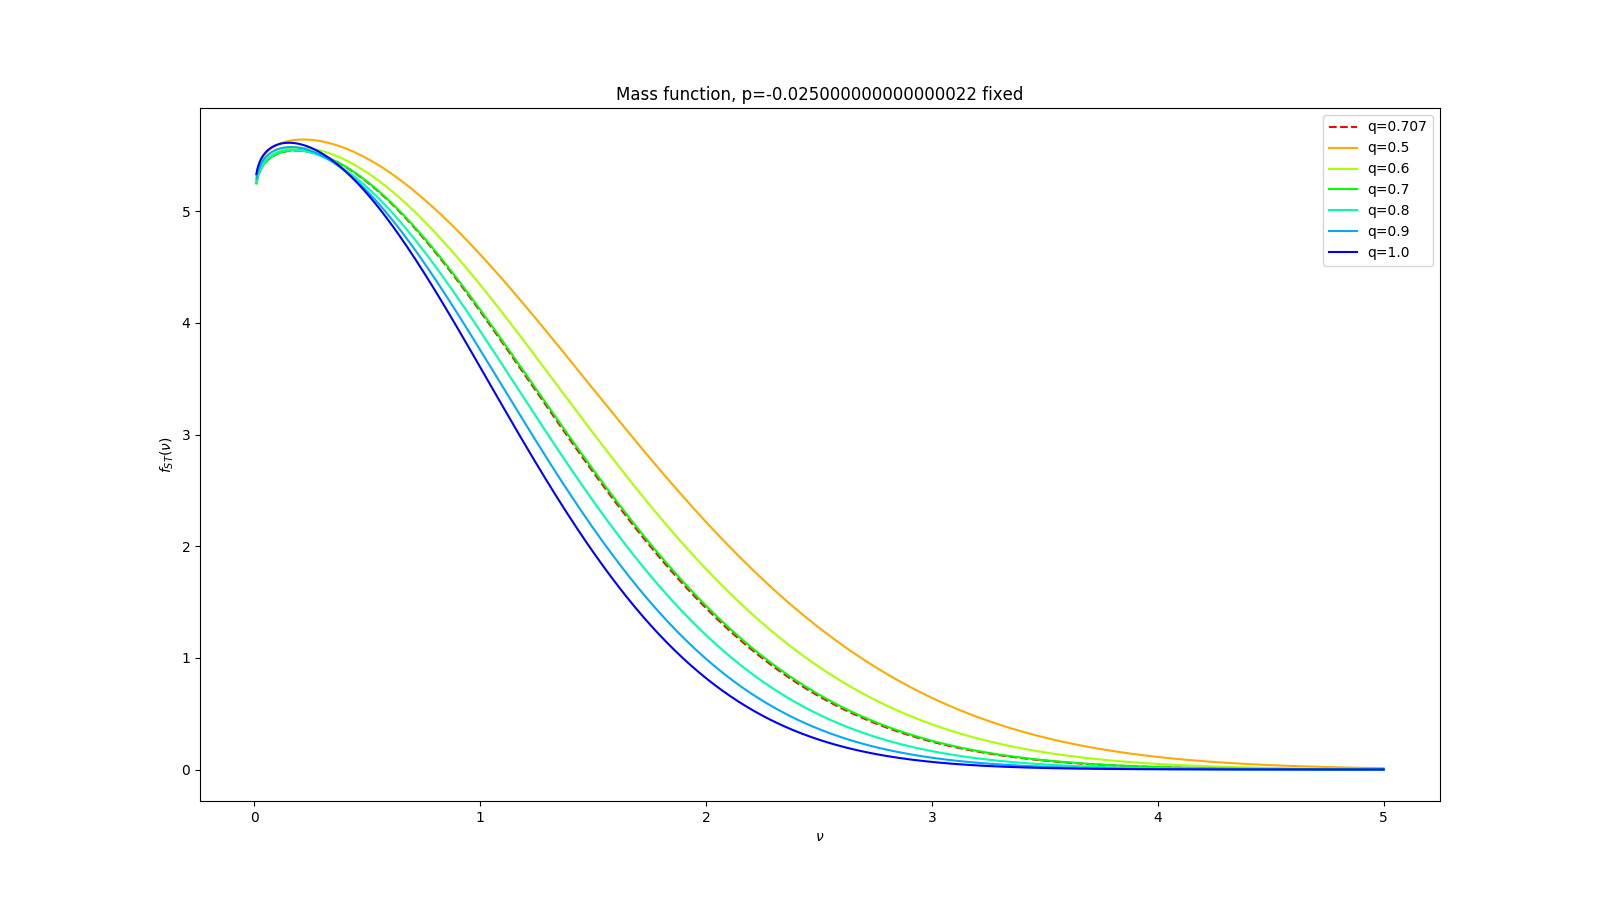 Mass function, p=-0.025000000000000022 fixed
q=0.707
q=0.5
q=0.6
q=0.7
q=0.8
q=0.9
q=1.0
f_{ST}(ν)
5
4
3
2
1
0
0 1 2 3 4 5
ν